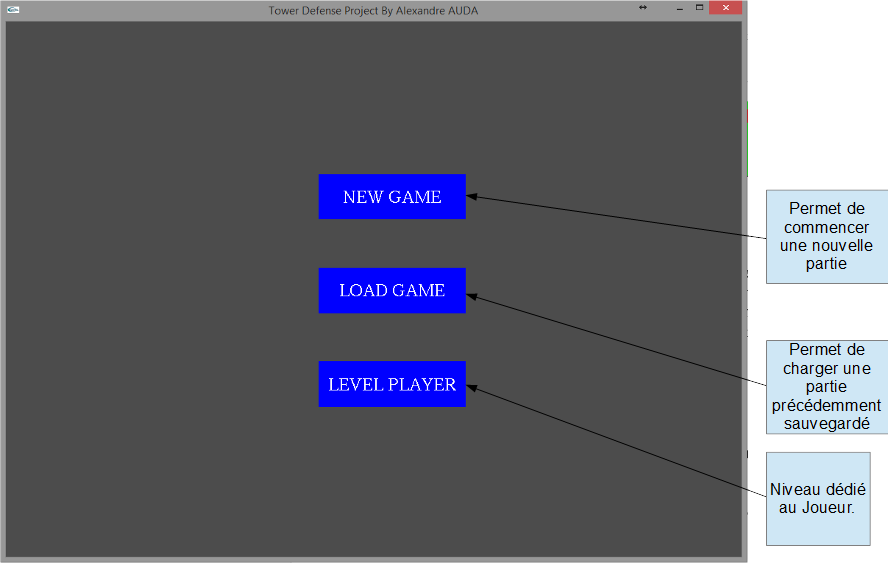 Tower Defense Project By Alexandre AUDA
NEW GAME
LOAD GAME
LEVEL PLAYER
Permet de
commencer
une nouvelle
partie
Permet de
charger une
partie
précédemment
sauvegardé
Niveau dédié
au Joueur.